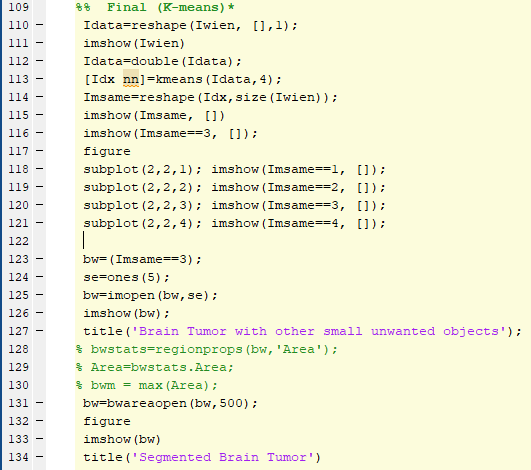 109 %% Final (K-means)*
110 - Idata=reshape(Iwien, [],1);
111 - imshow(Iwien)
112 - Idata=double(Idata);
113 - [Idx nn]=kmeans(Idata,4);
114 - Imsame=reshape(Idx,size(Iwien));
115 - imshow(Imsame, [])
116 - imshow(Imsame==3, []);
117 - figure
118 - subplot(2,2,1); imshow(Imsame==1, []);
119 - subplot(2,2,2); imshow(Imsame==2, []);
120 - subplot(2,2,3); imshow(Imsame==3, []);
121 - subplot(2,2,4); imshow(Imsame==4, []);
122
123 - bw=(Imsame==3);
124 - se=ones(5);
125 - bw=imopen(bw,se);
126 - imshow(bw);
127 - title('Brain Tumor with other small unwanted objects');
128 % bwstats=regionprops(bw,'Area');
129 % Area=bwstats.Area;
130 % bwm = max(Area);
131 - bw=bwareaopen(bw,500);
132 - figure
133 - imshow(bw)
134 - title('Segmented Brain Tumor')